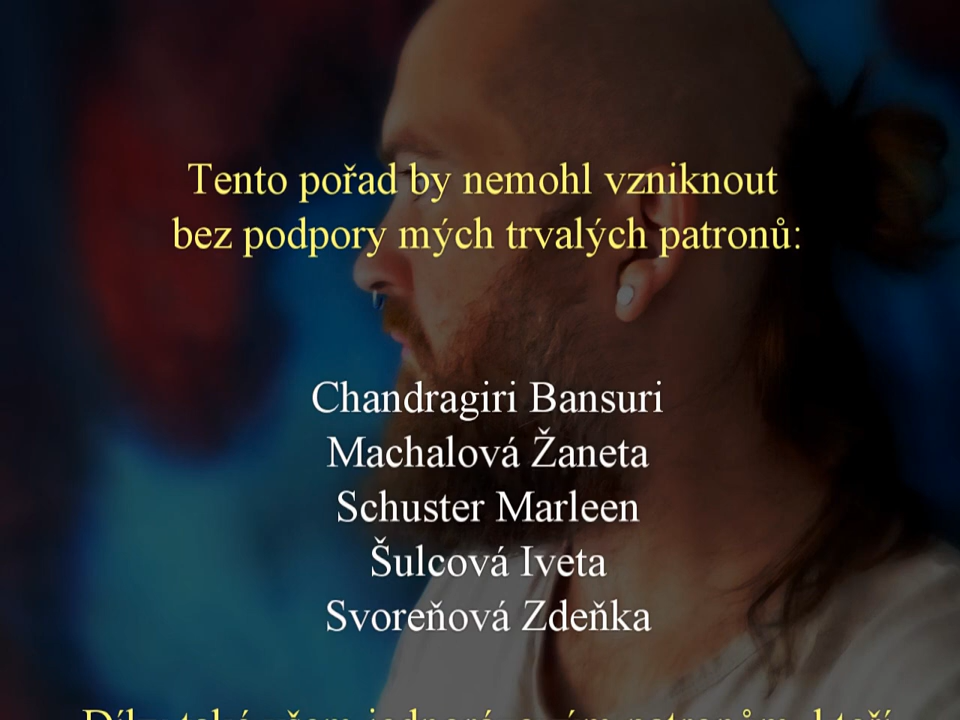 Tento pořad by nemohl vzniknout
bez podpory mých trvalých patronů:
Chandragiri Bansuri
Machalová Žaneta
Schuster Marleen
Šulcová Iveta
Svoreňová Zdeňka